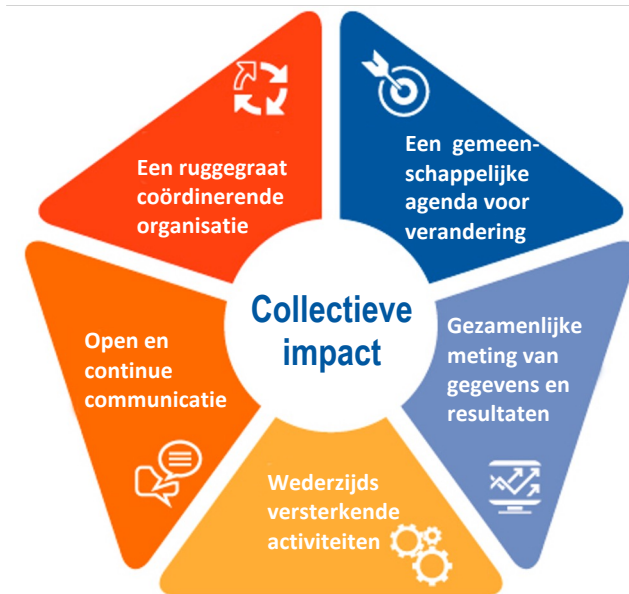 Een ruggegraat
coördinerende
organisatie
Een gemeen-
schappelijke
agenda voor
verandering
Collectieve
impact
Open en
continue
communicatie
Gezamenlijke
meting van
gegevens en
resultaten
Wederzijds
versterkende
activiteiten